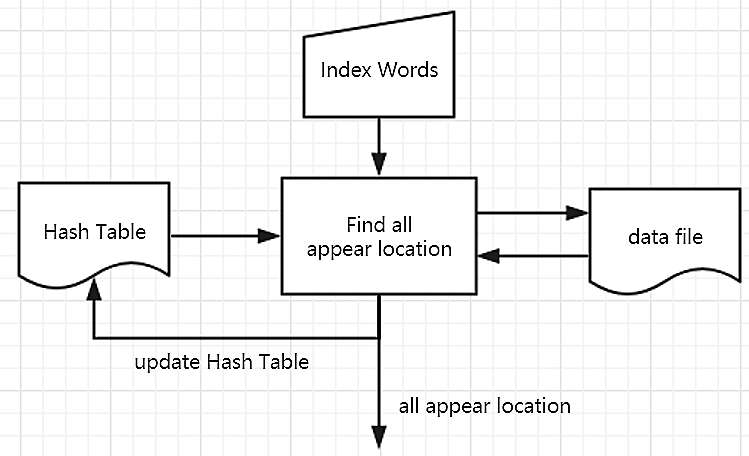 Index Words
Hash Table
Find all
appear location
data file
update Hash Table
all appear location